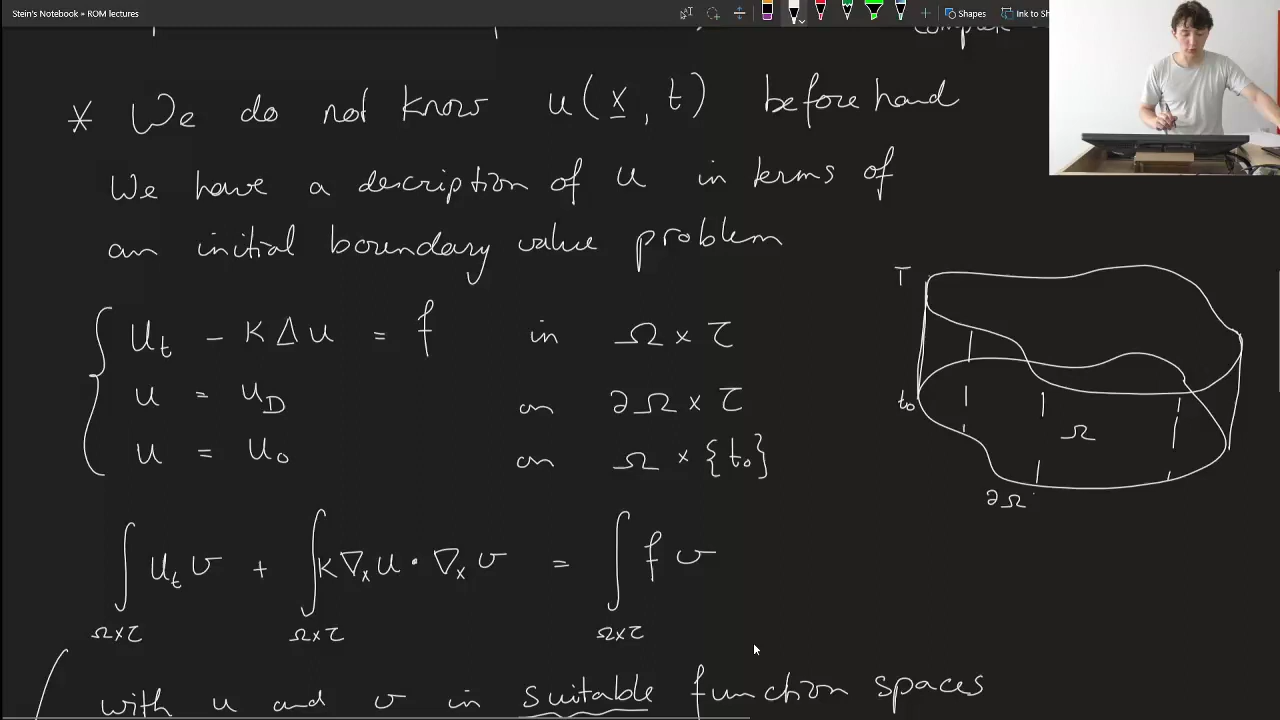 Stein's Notebook » ROM lectures
Shapes
Ink to Sh
* We do not know u(x, t) beforehand
We have a description of u in terms of
an initial boundary value problem
u_t - κΔu = f in Ω × τ
u = u_D on ∂Ω × τ
u = u_0 on Ω × {t_0}
T
t_0
Ω
∂Ω
∫_{Ω×τ} u_t v + ∫_{Ω×τ} κ∇_x u · ∇_x v = ∫_{Ω×τ} f v
with u and v in suitable function spaces